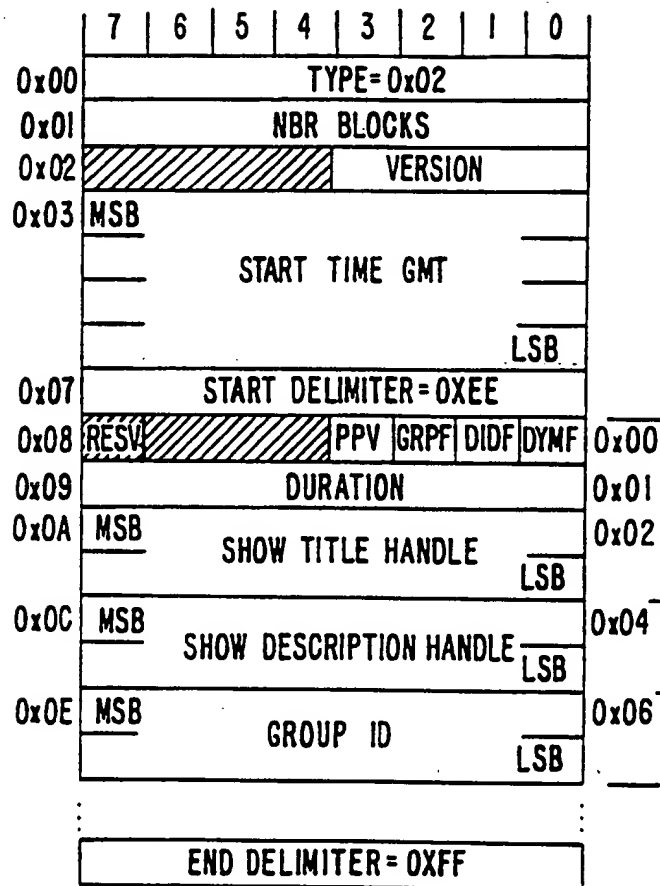 7 6 5 4 3 2 1 0
0x00 TYPE=0x02
0x01 NBR BLOCKS
0x02 VERSION
0x03 MSB
START TIME GMT
LSB
0x07 START DELIMITER=0XEE
0x08 RESV PPV GRPF DIDF DYMF 0x00
0x09 DURATION 0x01
0x0A MSB 0x02
SHOW TITLE HANDLE
LSB
0x0C MSB 0x04
SHOW DESCRIPTION HANDLE
LSB
0x0E MSB 0x06
GROUP ID
LSB
END DELIMITER=0XFF